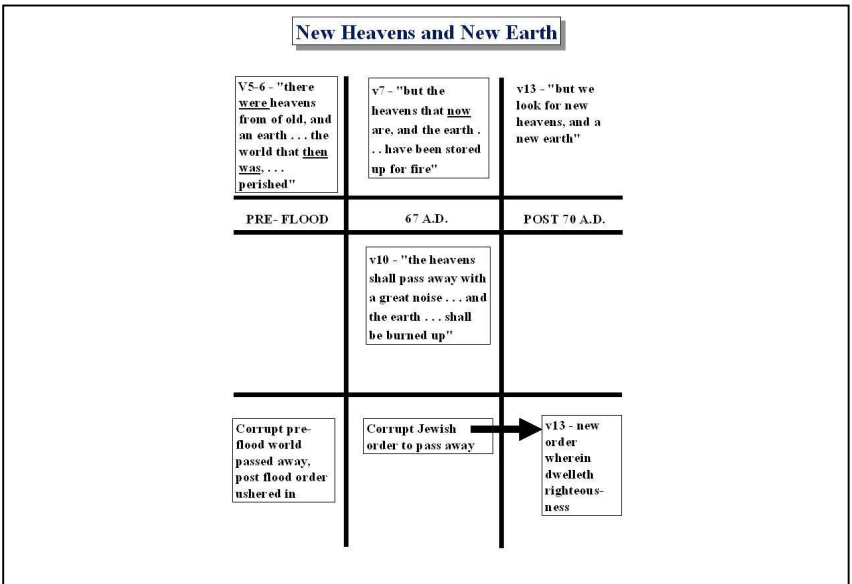 New Heavens and New Earth
V5-6 - "there
were heavens
from of old, and
an earth . . . the
world that then
was, . . .
perished"
v7 - "but the
heavens that now
are, and the earth .
. . have been stored
up for fire"
v13 - "but we
look for new
heavens, and a
new earth"
PRE- FLOOD
67 A.D.
POST 70 A.D.
v10 - "the heavens
shall pass away with
a great noise . . . and
the earth . . . shall
be burned up"
Corrupt pre-
flood world
passed away,
post flood order
ushered in
Corrupt Jewish
order to pass away
v13 - new
order
wherein
dwelleth
righteous-
ness